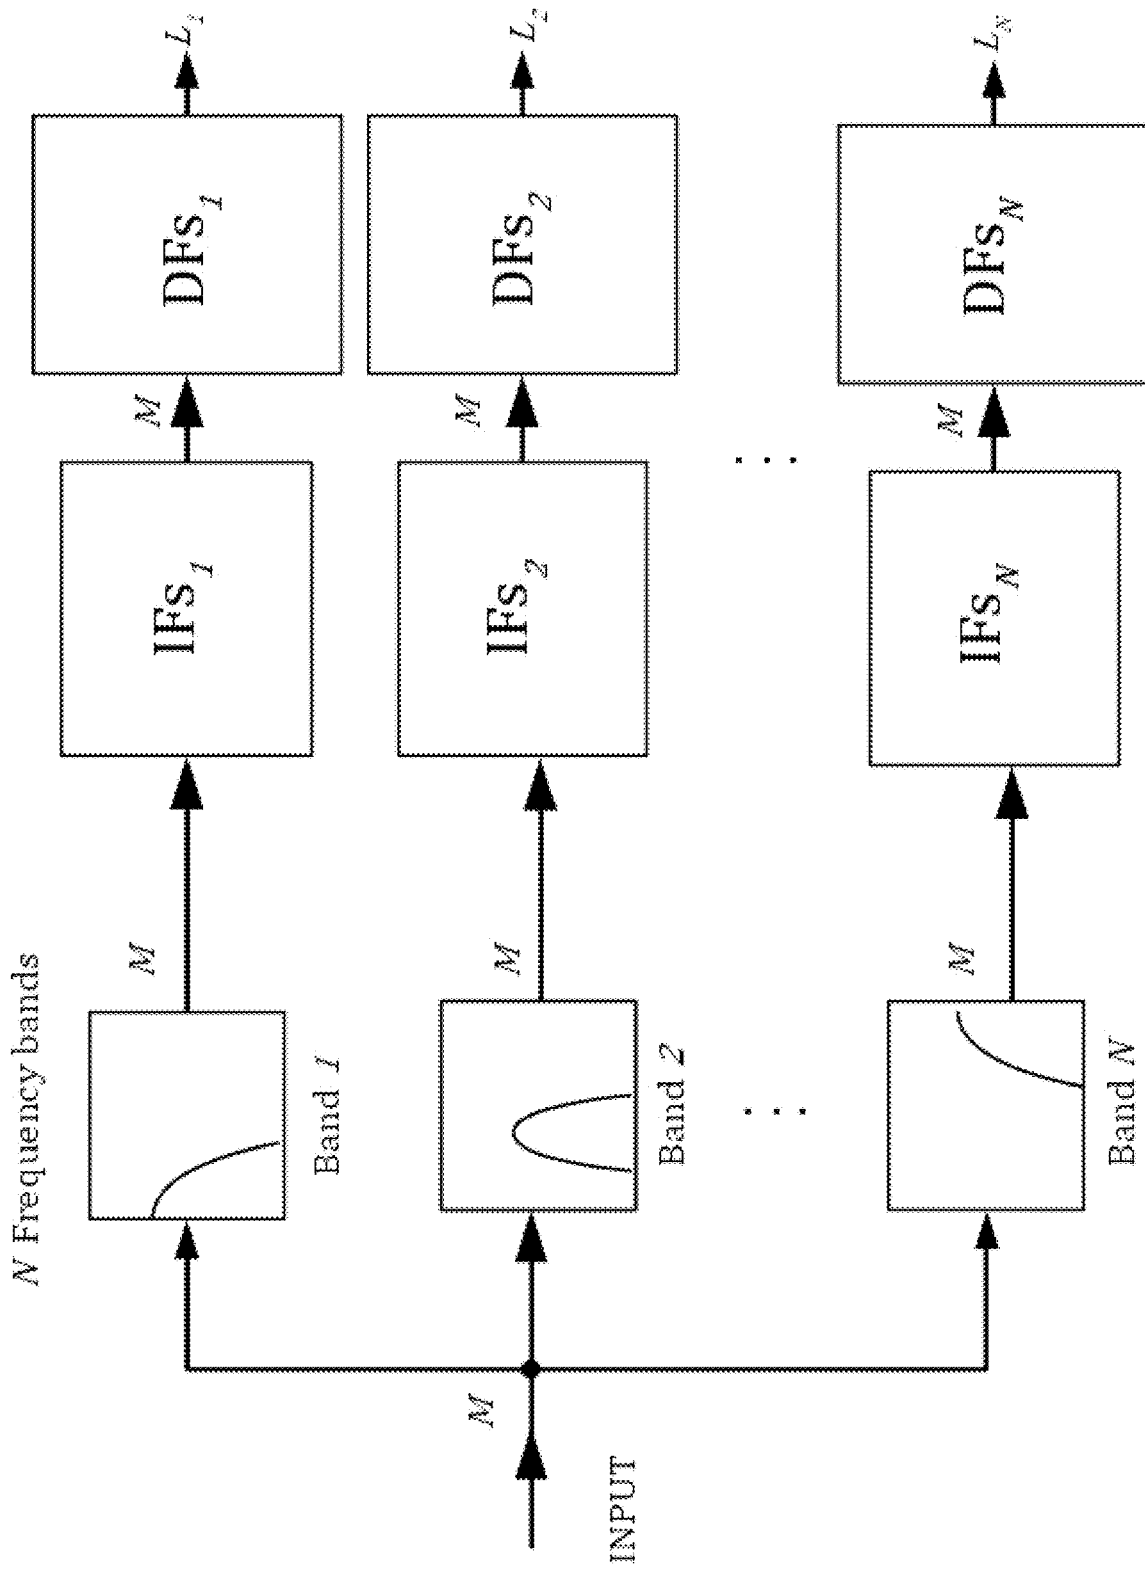 N Frequency bands
INPUT
M
Band 1
M
IFs1
M
DFs1
L1
Band 2
M
IFs2
M
DFs2
L2
. . .
. . .
Band N
M
IFsN
M
DFsN
LN